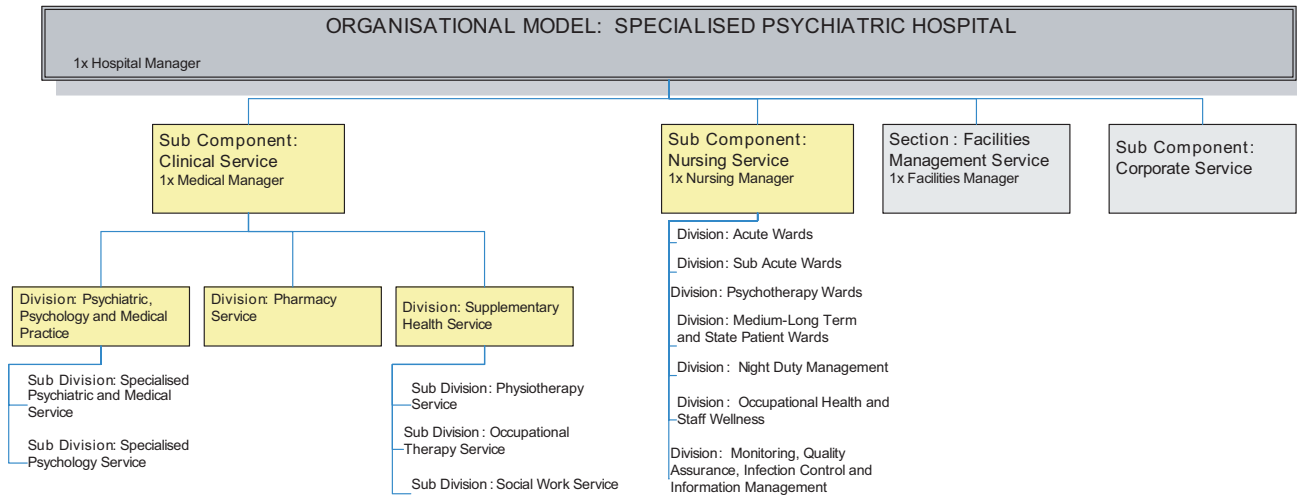 ORGANISATIONAL MODEL: SPECIALISED PSYCHIATRIC HOSPITAL
1x Hospital Manager
Sub Component:
Clinical Service
1x Medical Manager
Sub Component:
Nursing Service
1x Nursing Manager
Section : Facilities
Management Service
1x Facilities Manager
Sub Component:
Corporate Service
Division: Psychiatric,
Psychology and Medical
Practice
Division: Pharmacy
Service
Division: Supplementary
Health Service
Sub Division: Specialised
Psychiatric and Medical
Service
Sub Division: Specialised
Psychology Service
Sub Division: Physiotherapy
Service
Sub Division: Occupational
Therapy Service
Sub Division: Social Work Service
Division: Acute Wards
Division: Sub Acute Wards
Division: Psychotherapy Wards
Division: Medium-Long Term
and State Patient Wards
Division: Night Duty Management
Division: Occupational Health and
Staff Wellness
Division: Monitoring, Quality
Assurance, Infection Control and
Information Management